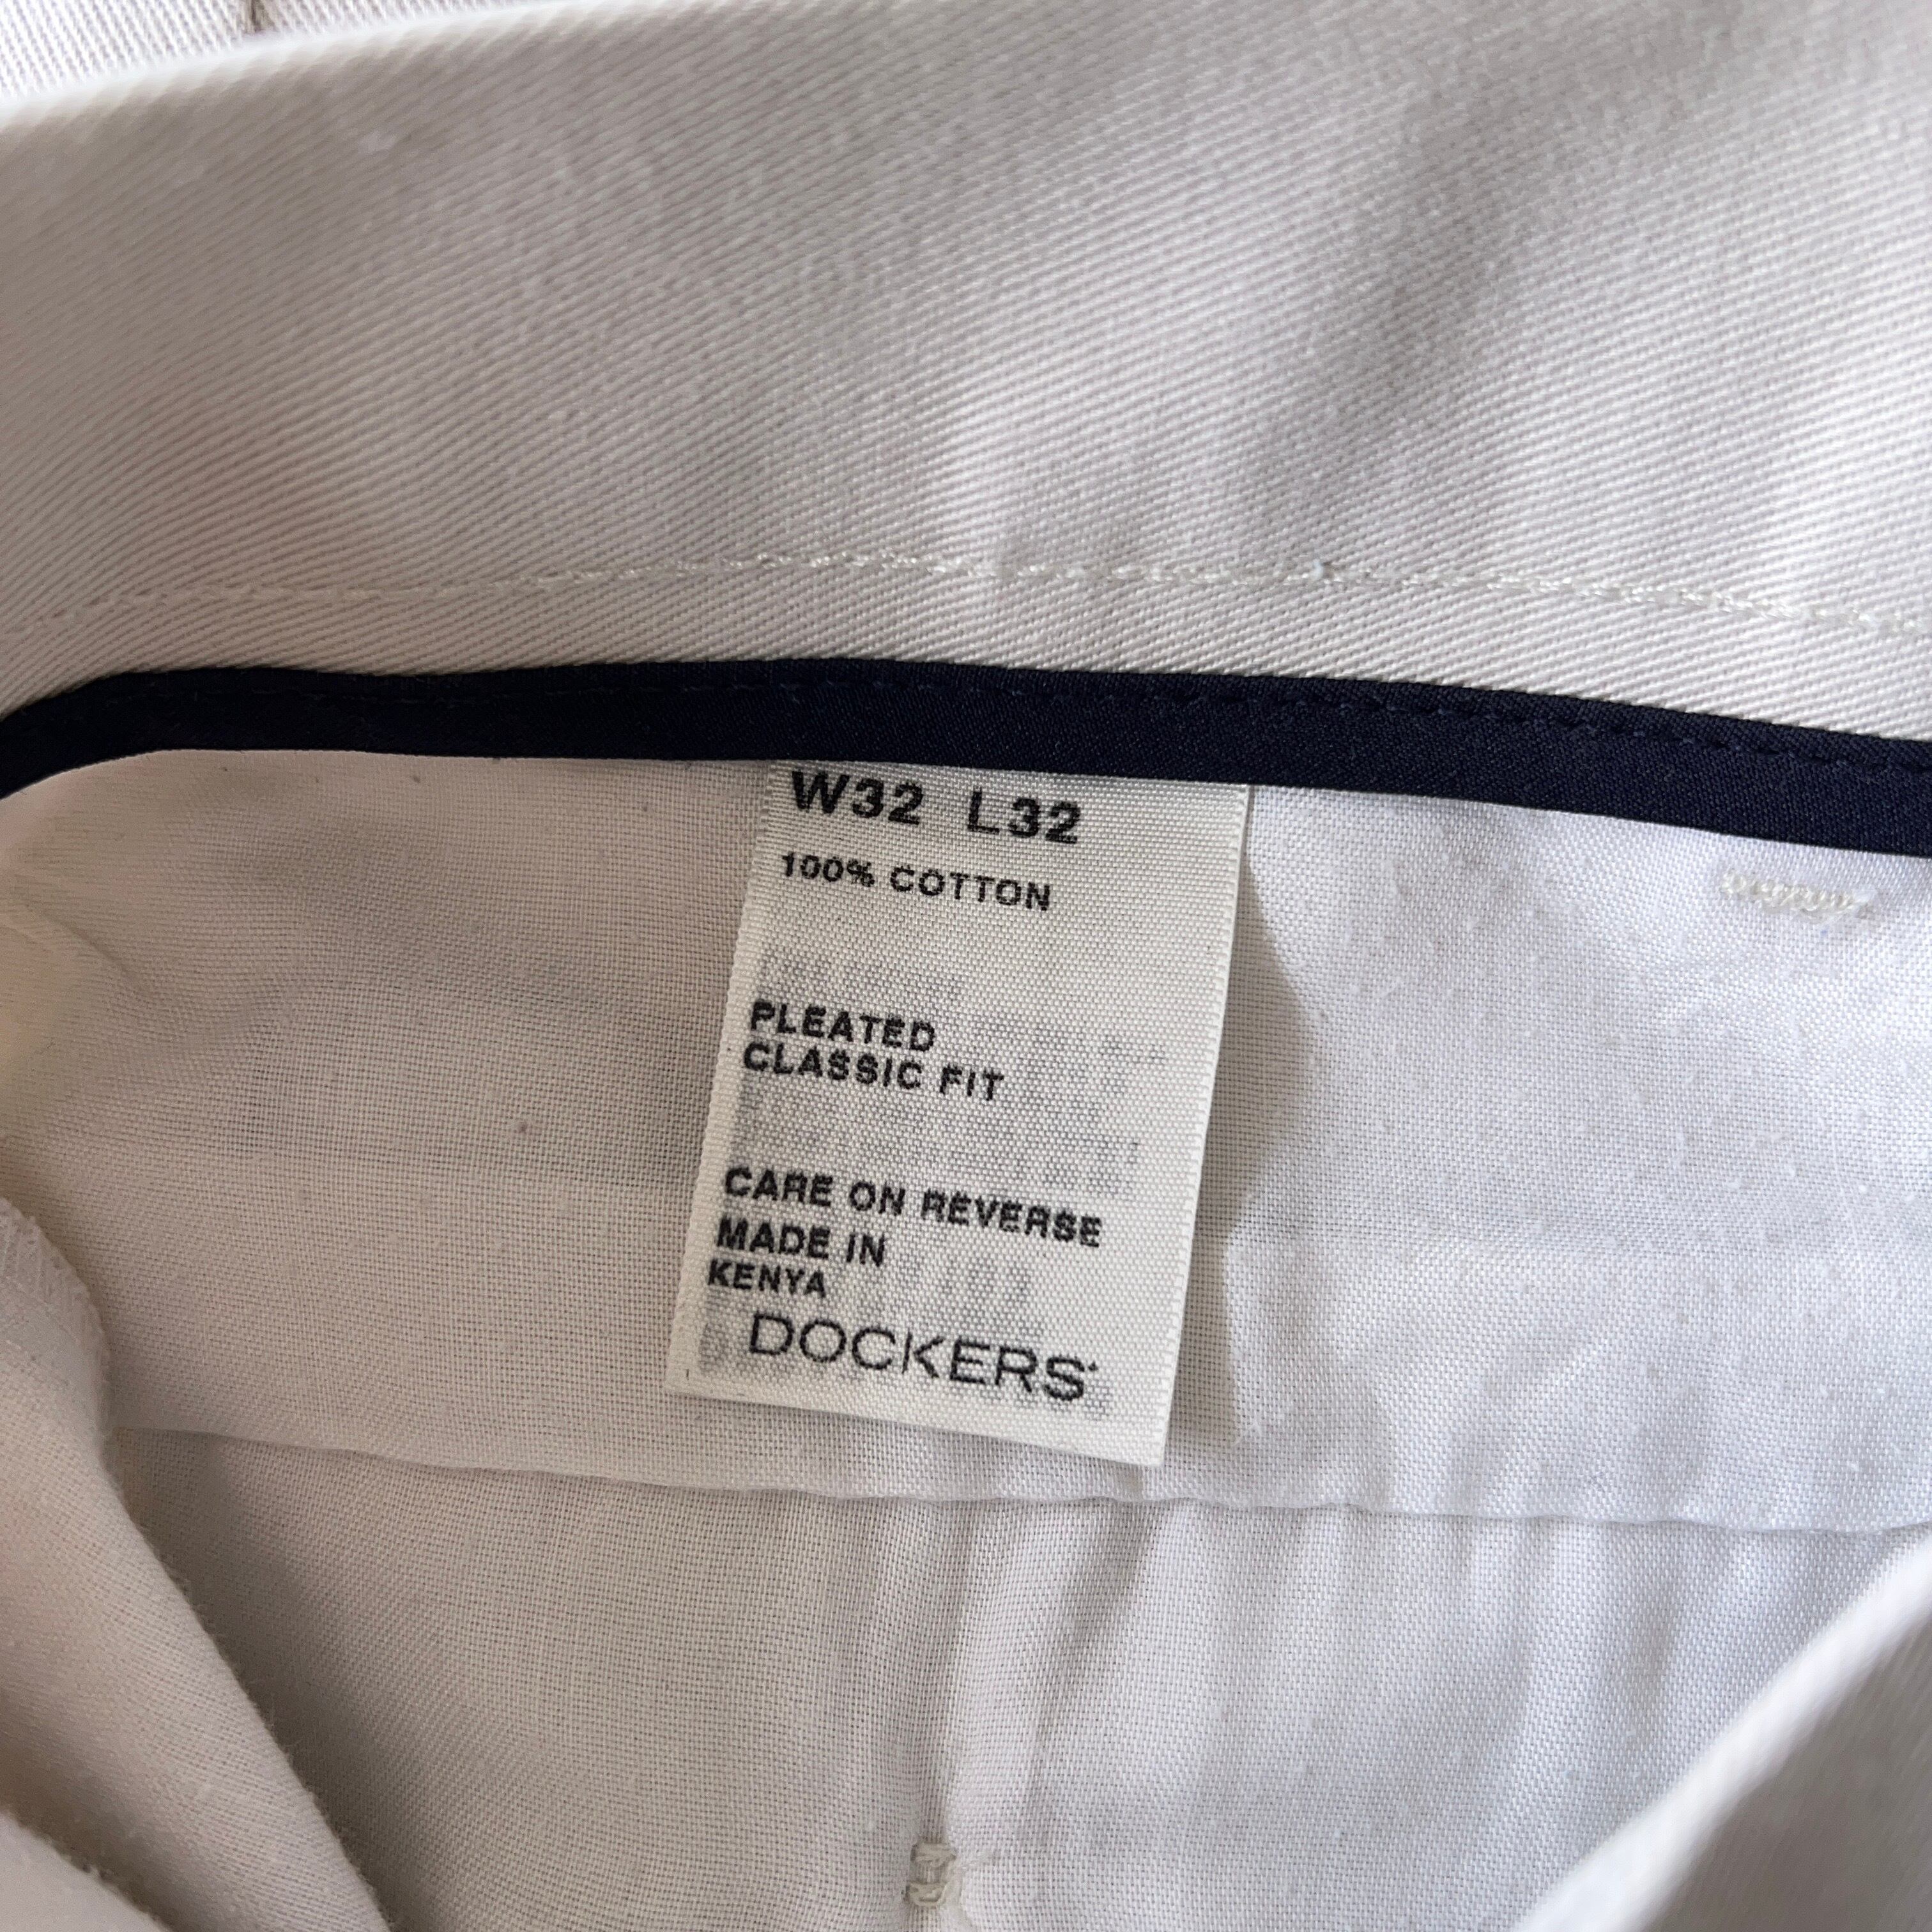 W32 L32
100% COTTON
PLEATED
CLASSIC FIT
CARE ON REVERSE
MADE IN
KENYA
DOCKERS